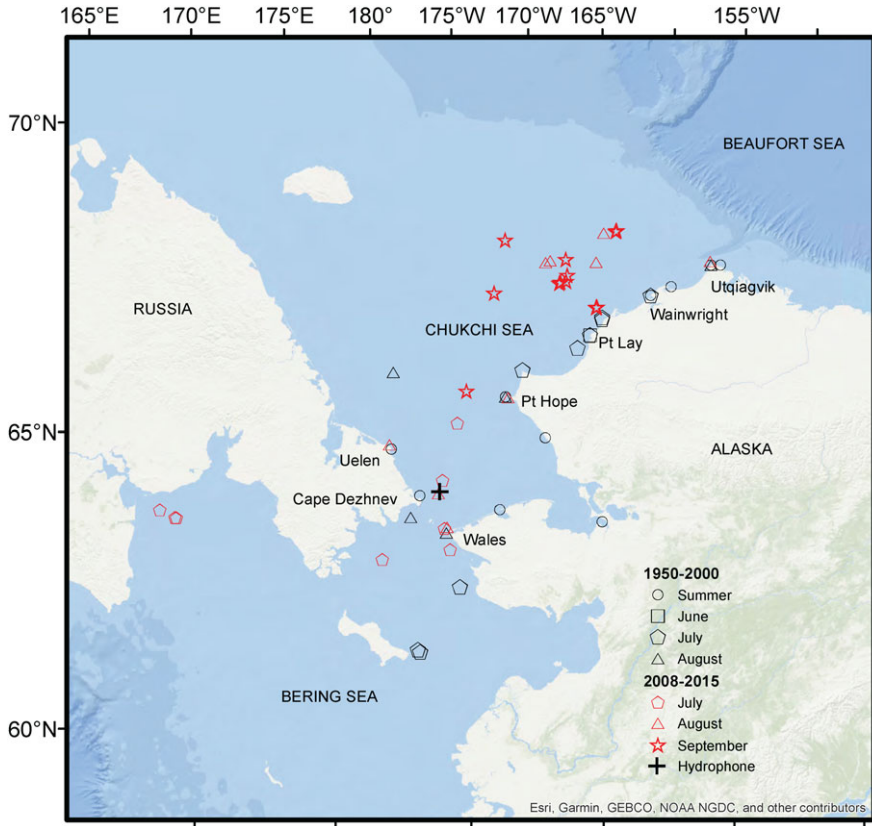 165°E 170°E 175°E 180° 175°W 170°W 165°W 155°W
70°N
BEAUFORT SEA
RUSSIA
Utqiagvik
Wainwright
CHUKCHI SEA
Pt Lay
Pt Hope
65°N
ALASKA
Uelen
Cape Dezhnev
Wales
1950-2000
Summer
June
July
August
2008-2015
July
August
September
Hydrophone
BERING SEA
60°N
Esri, Garmin, GEBCO, NOAA NGDC, and other contributors